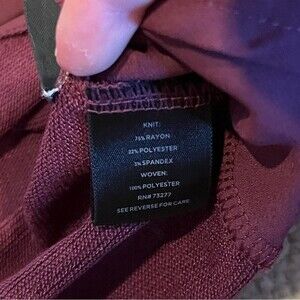 KNIT:
75% RAYON
22% POLYESTER
3% SPANDEX
WOVEN:
100% POLYESTER
RN# 73277
SEE REVERSE FOR CARE